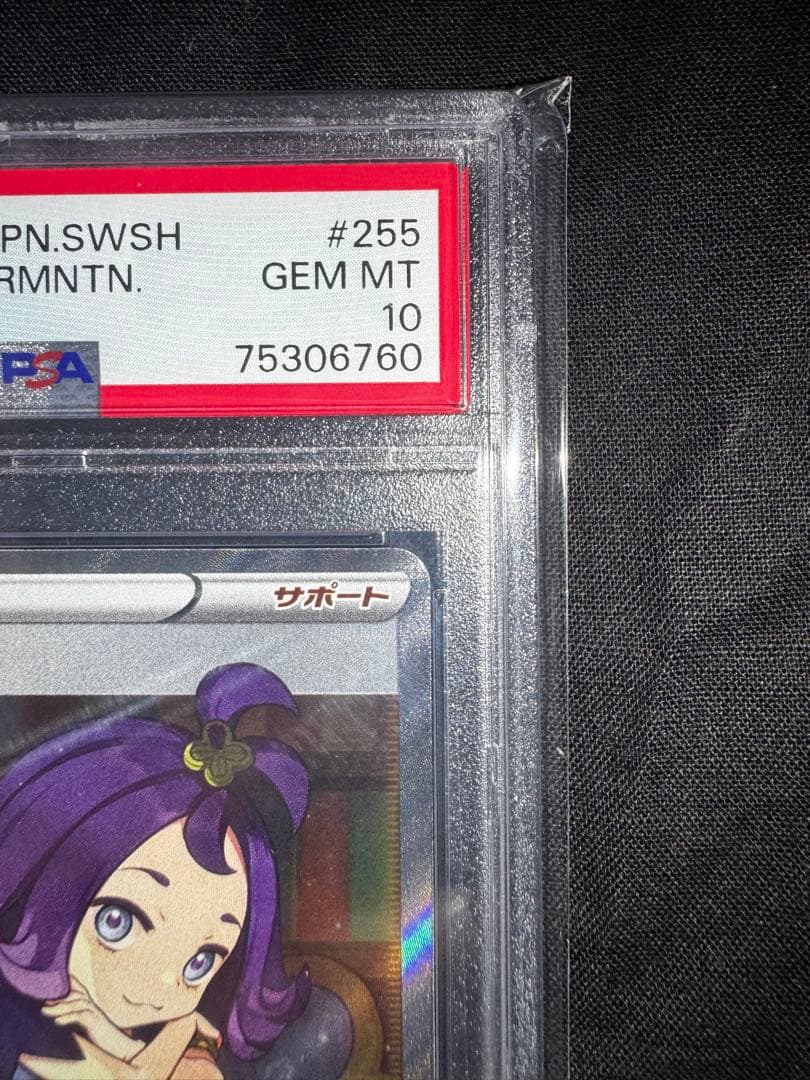 PN.SWSH #255
RMNTN. GEM MT
10
PSA 75306760
サポート